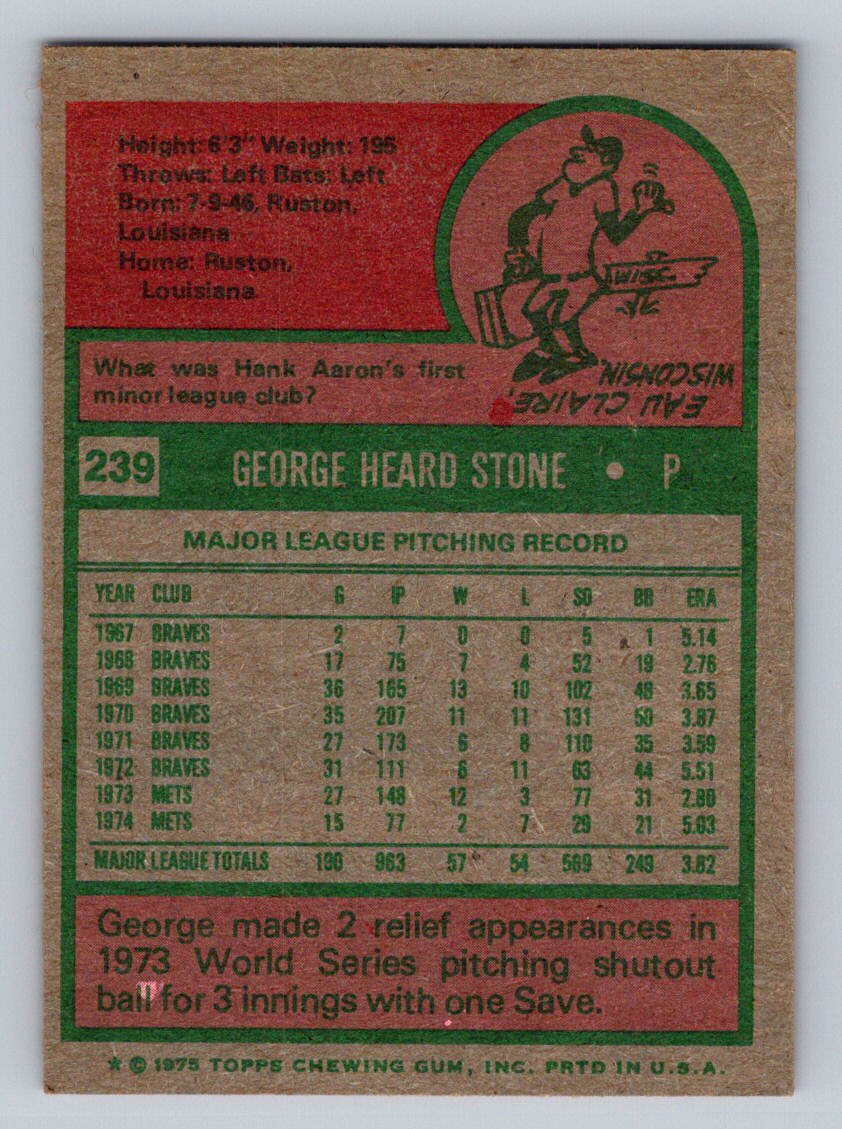 Height: 6'3" Weight: 195
Throws: Left Bats: Left
Born: 7-9-46, Ruston,
Louisiana
Home: Ruston,
Louisiana
MISS.
What was Hank Aaron's first
minor league club?
EAU CLAIRE,
WISCONSIN.
239 GEORGE HEARD STONE • P
MAJOR LEAGUE PITCHING RECORD
YEAR CLUB G IP W L SO BB ERA
1967 BRAVES 2 7 0 0 5 1 5.14
1968 BRAVES 17 75 7 4 52 19 2.76
1969 BRAVES 36 165 13 10 102 48 3.65
1970 BRAVES 35 207 11 11 131 50 3.87
1971 BRAVES 27 173 6 8 110 35 3.59
1972 BRAVES 31 111 6 11 63 44 5.51
1973 METS 27 148 12 3 77 31 2.80
1974 METS 15 77 2 7 29 21 5.03
MAJOR LEAGUE TOTALS 190 963 57 54 569 249 3.82
George made 2 relief appearances in
1973 World Series pitching shutout
ball for 3 innings with one Save.
* © 1975 TOPPS CHEWING GUM, INC. PRTD IN U.S.A.